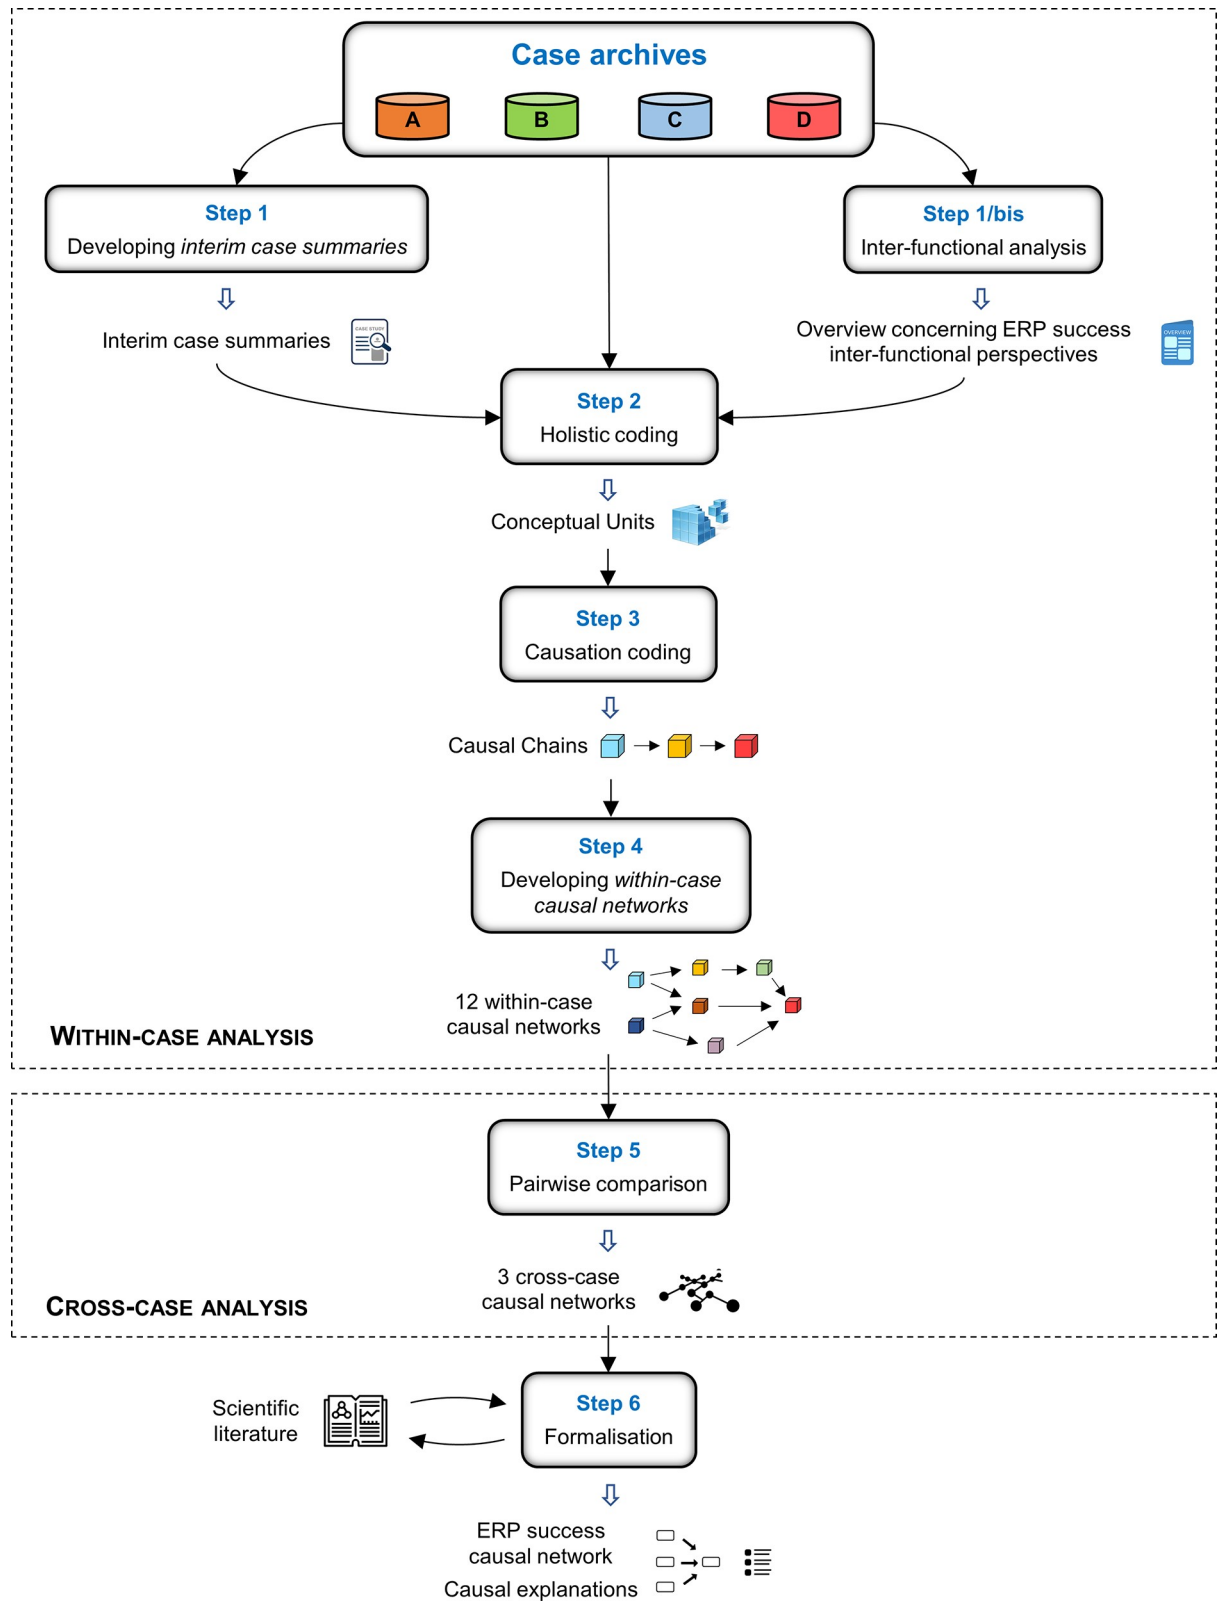 Case archives
A
B
C
D
Step 1
Developing interim case summaries
Step 1/bis
Inter-functional analysis
Interim case summaries
CASE STUDY
Overview concerning ERP success
inter-functional perspectives
OVERVIEW
Step 2
Holistic coding
Conceptual Units
Step 3
Causation coding
Causal Chains
Step 4
Developing within-case
causal networks
12 within-case
causal networks
WITHIN-CASE ANALYSIS
Step 5
Pairwise comparison
3 cross-case
causal networks
CROSS-CASE ANALYSIS
Scientific
literature
Step 6
Formalisation
ERP success
causal network
Causal explanations